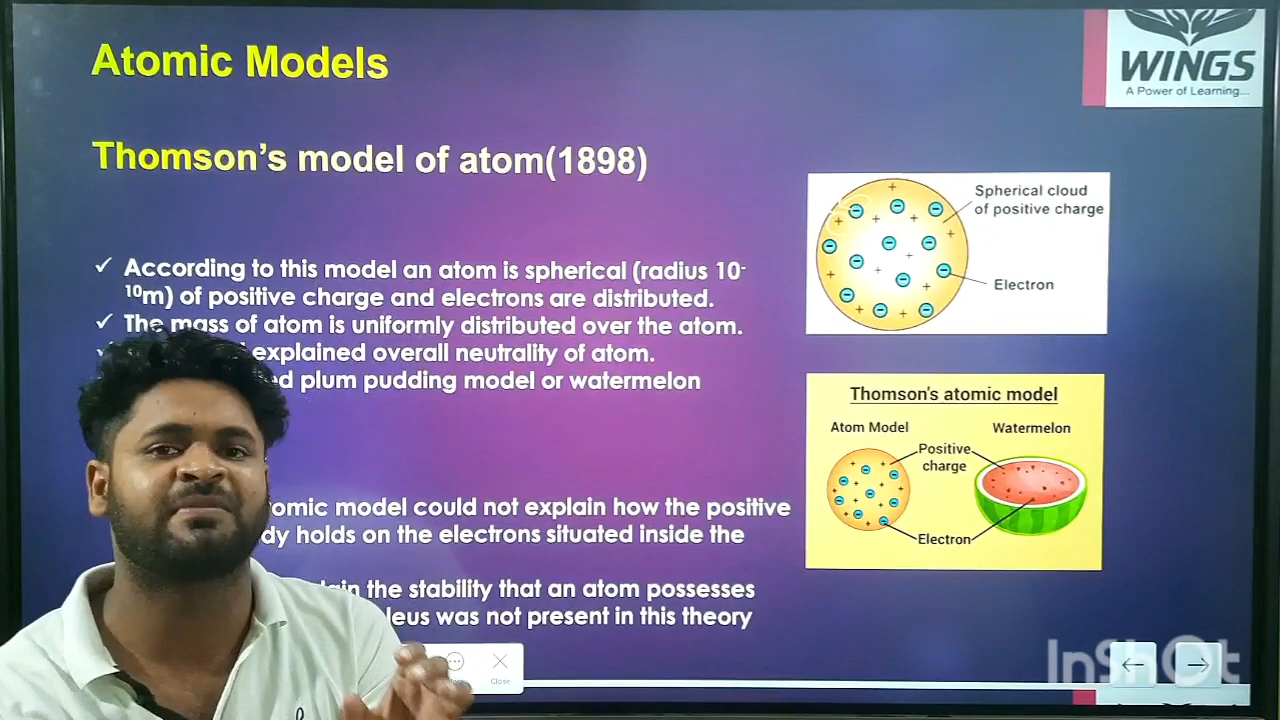 Atomic Models
WINGS
A Power of Learning...
Thomson's model of atom(1898)
Spherical cloud
of positive charge
Electron
✓ According to this model an atom is spherical (radius 10-
10m) of positive charge and electrons are distributed.
✓ The mass of atom is uniformly distributed over the atom.
explained overall neutrality of atom.
plum pudding model or watermelon
Thomson's atomic model
Atom Model
Watermelon
Positive
charge
Electron
model could not explain how the positive
holds on the electrons situated inside the
the stability that an atom possesses
was not present in this theory
Close
InShOt